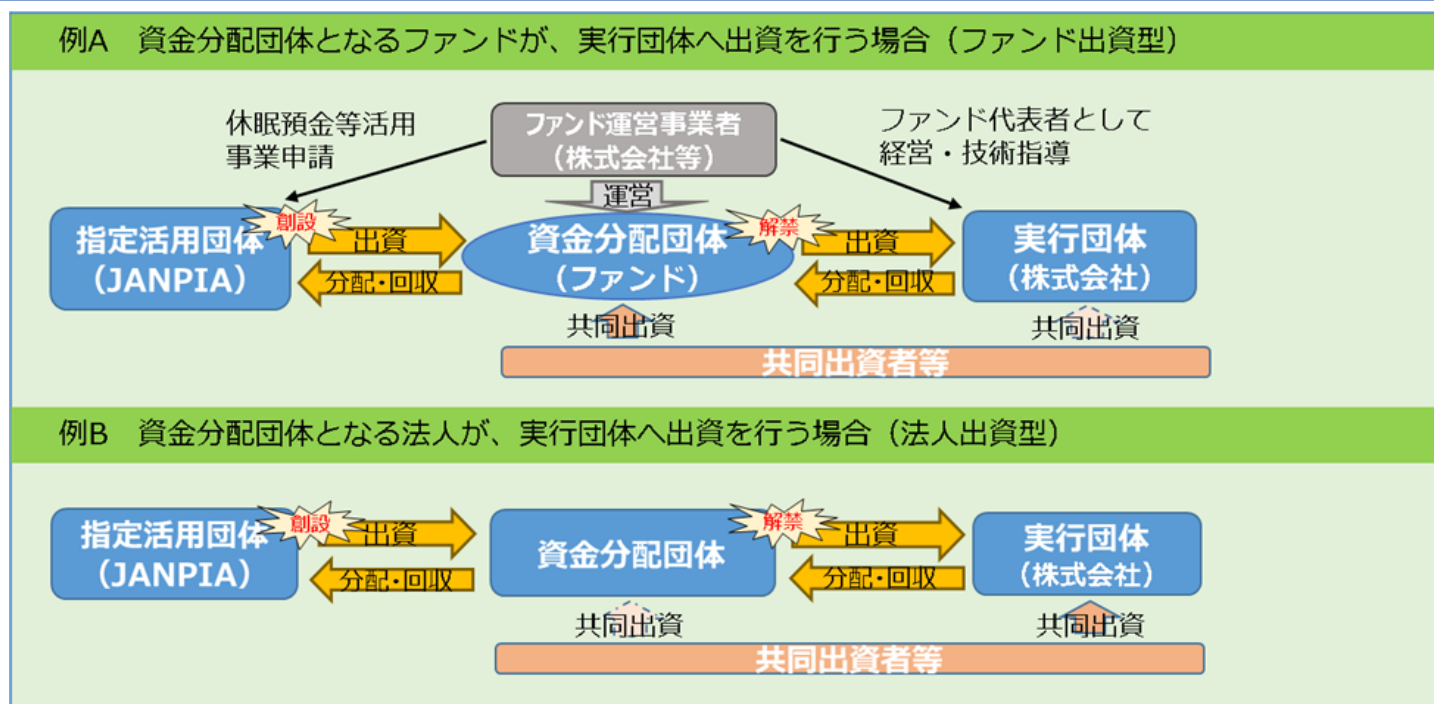 例A 資金分配団体となるファンドが、実行団体へ出資を行う場合（ファンド出資型）
休眠預金等活用
事業申請
ファンド運営事業者
（株式会社等）
ファンド代表者として
経営・技術指導
運営
指定活用団体
（JANPIA）
創設
出資
分配・回収
資金分配団体
（ファンド）
解禁
出資
分配・回収
実行団体
（株式会社）
共同出資
共同出資
共同出資者等
例B 資金分配団体となる法人が、実行団体へ出資を行う場合（法人出資型）
指定活用団体
（JANPIA）
創設
出資
分配・回収
資金分配団体
解禁
出資
分配・回収
実行団体
（株式会社）
共同出資
共同出資
共同出資者等